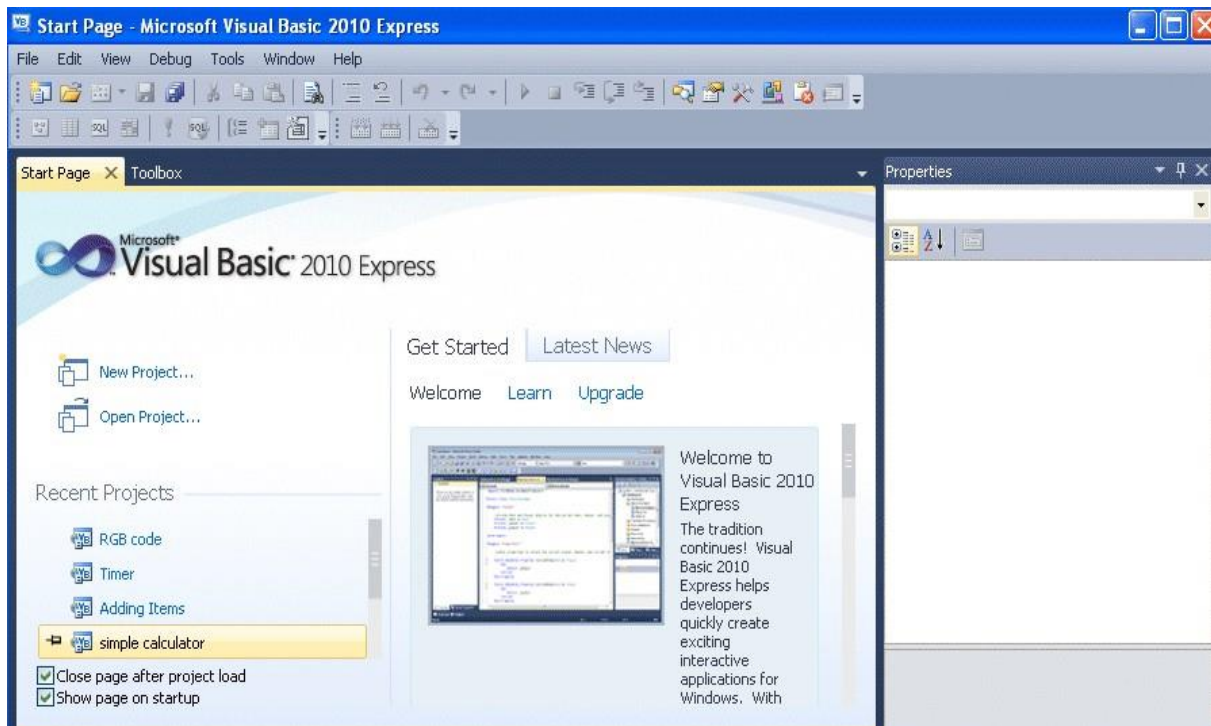 Start Page - Microsoft Visual Basic 2010 Express
File Edit View Debug Tools Window Help
Start Page
Toolbox
Properties
Microsoft®
Visual Basic® 2010 Express
New Project...
Open Project...
Recent Projects
RGB code
Timer
Adding Items
simple calculator
Close page after project load
Show page on startup
Get Started Latest News
Welcome Learn Upgrade
Welcome to
Visual Basic 2010
Express
The tradition
continues! Visual
Basic 2010
Express helps
developers
quickly create
exciting
interactive
applications for
Windows. With